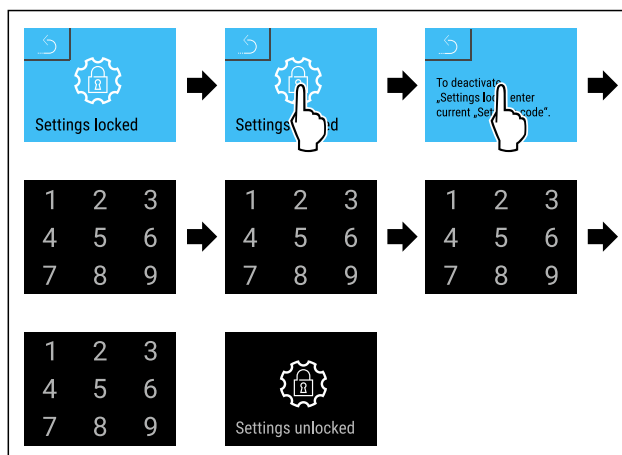 Settings locked
Settings ed
To deactivate
„Settings loc enter
current „Set code“.
1 2 3
4 5 6
7 8 9
1 2 3
4 5 6
7 8 9
1 2 3
4 5 6
7 8 9
1 2 3
4 5 6
7 8 9
Settings unlocked